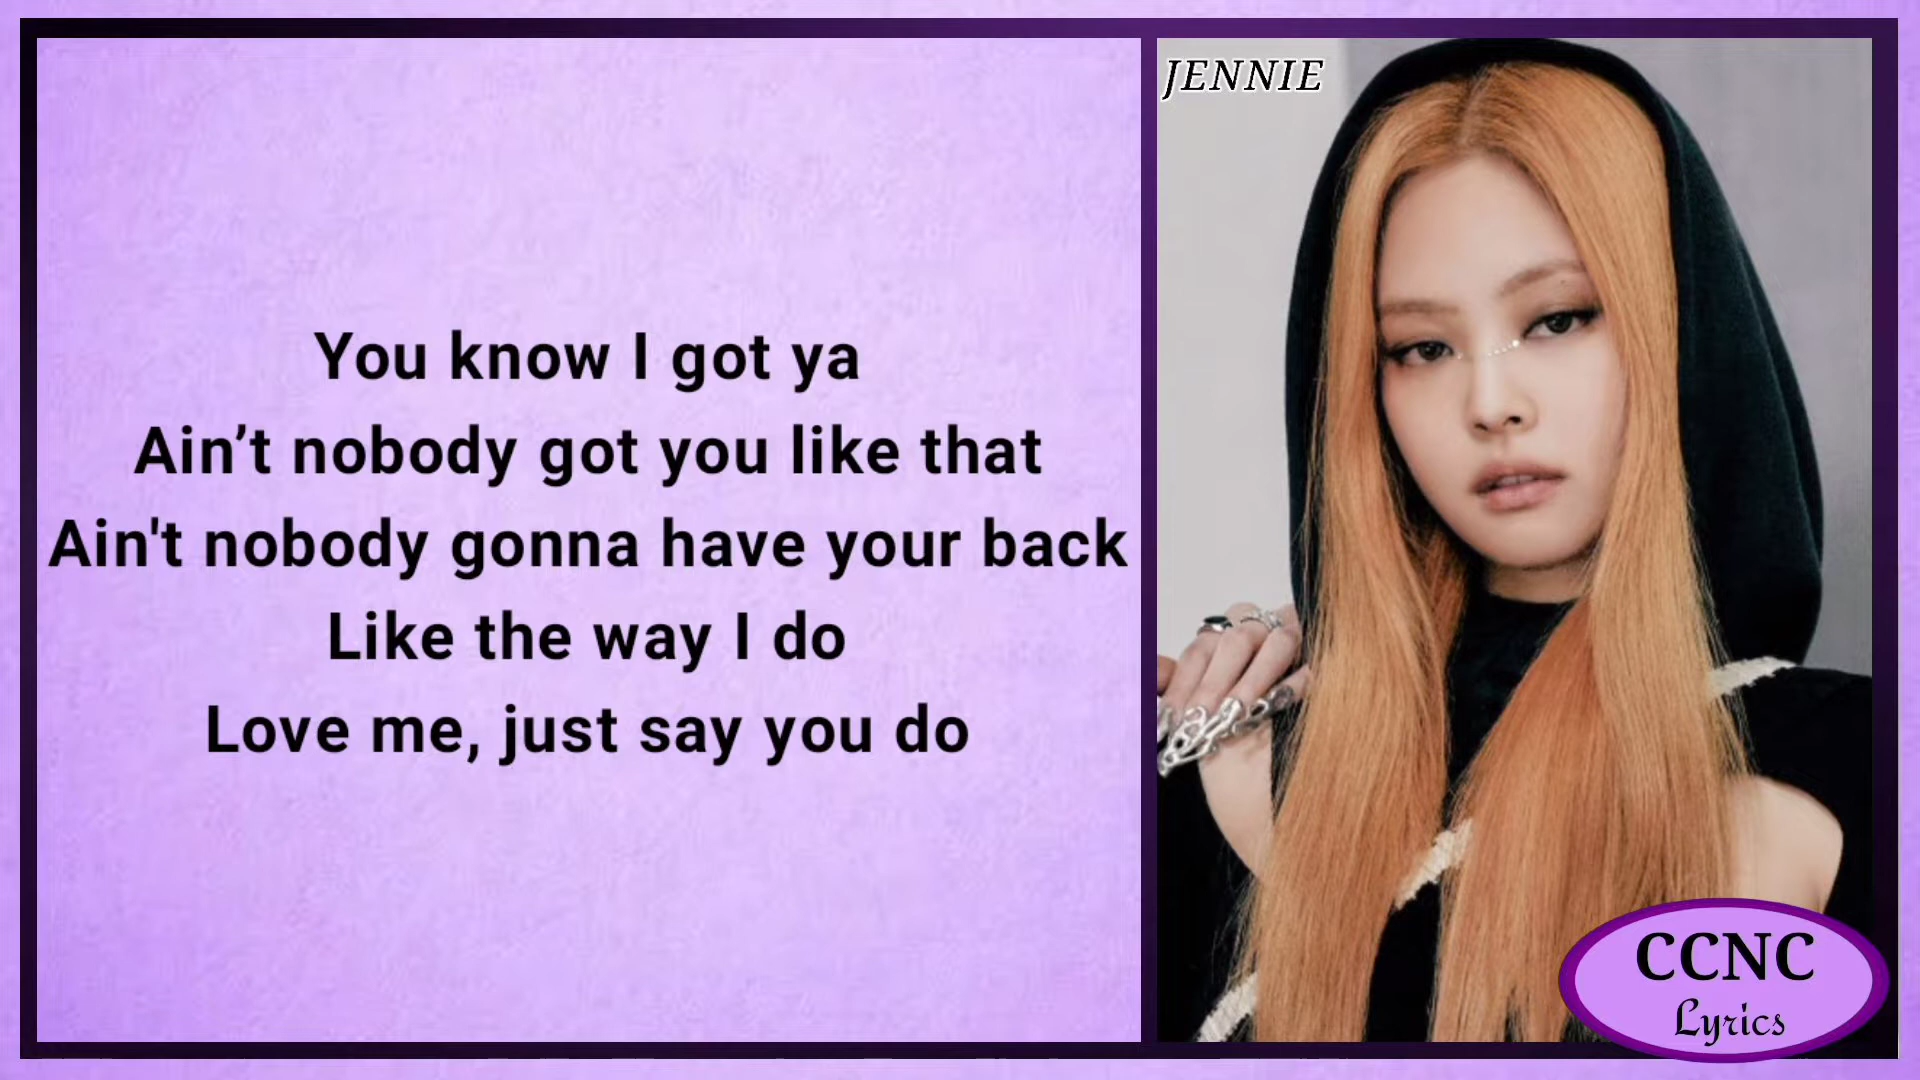 JENNIE
You know I got ya
Ain’t nobody got you like that
Ain't nobody gonna have your back
Like the way I do
Love me, just say you do
CCNC
Lyrics